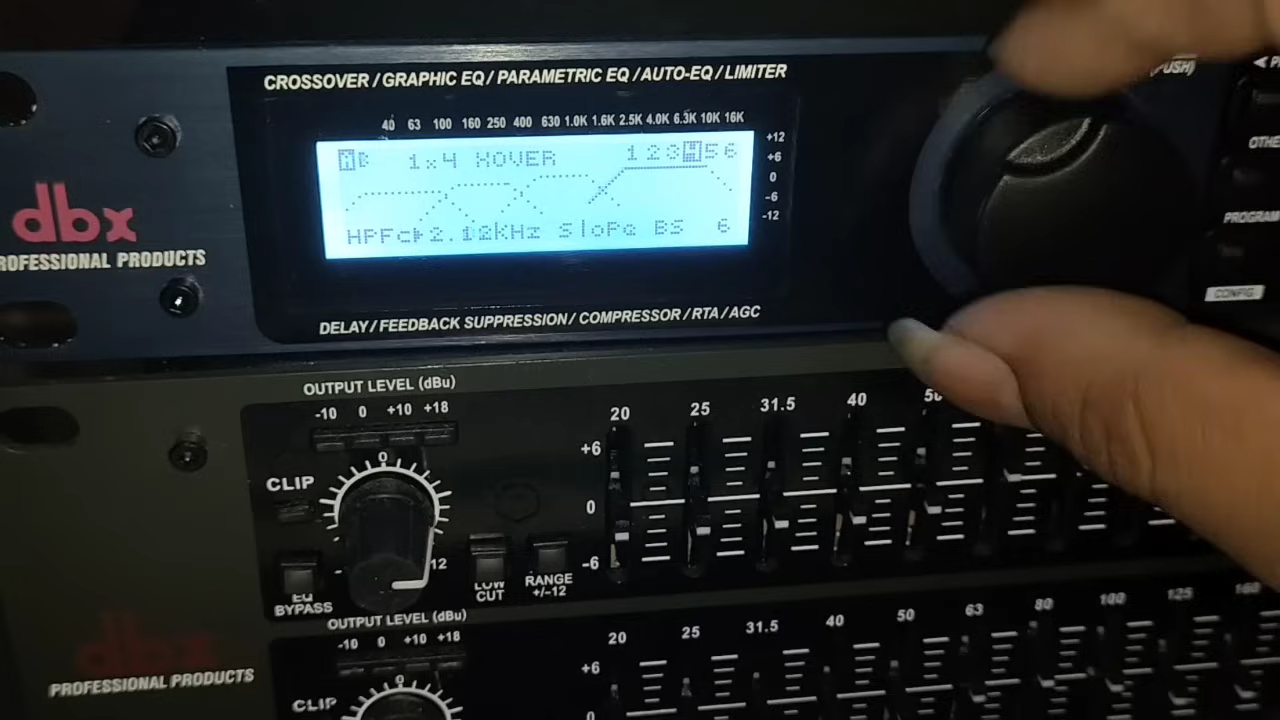 CROSSOVER / GRAPHIC EQ / PARAMETRIC EQ / AUTO-EQ / LIMITER
(PUSH)
40 63 100 160 250 400 630 1.0K 1.6K 2.5K 4.0K 6.3K 10K 16K
+12
+6
0
-6
-12
AB 1x4 XOVER 123456
HPFc▶2.12KHz Slope BS 6
dbx
PROFESSIONAL PRODUCTS
PROGRAM
CONFIG
DELAY / FEEDBACK SUPPRESSION / COMPRESSOR / RTA / AGC
OUTPUT LEVEL (dBu)
-10 0 +10 +18
20 25 31.5 40
+6
0
-6
CLIP
0
12
EQ BYPASS
LOW CUT
RANGE +/-12
OUTPUT LEVEL (dBu)
-10 0 +10 +18
20 25 31.5 40 50 63 80 100 125 160
+6
0
CLIP
0
dbx
PROFESSIONAL PRODUCTS